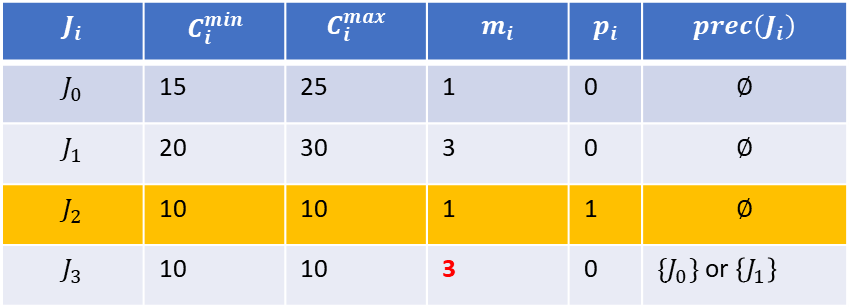 J_i C_i^min C_i^max m_i p_i prec(J_i)
J_0 15 25 1 0 ∅
J_1 20 30 3 0 ∅
J_2 10 10 1 1 ∅
J_3 10 10 3 0 {J_0} or {J_1}